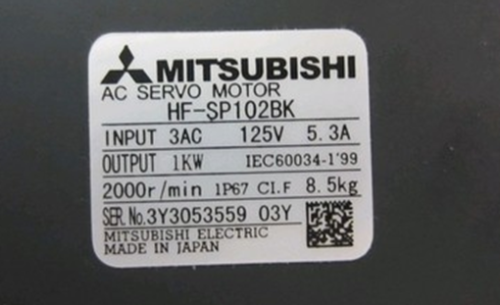 MITSUBISHI
AC SERVO MOTOR
HF-SP102BK
INPUT 3AC 125V 5.3A
OUTPUT 1KW IEC60034-1'99
2000r/min 1P67 CI.F 8.5kg
SER.No.3Y3053559 03Y
MITSUBISHI ELECTRIC
MADE IN JAPAN